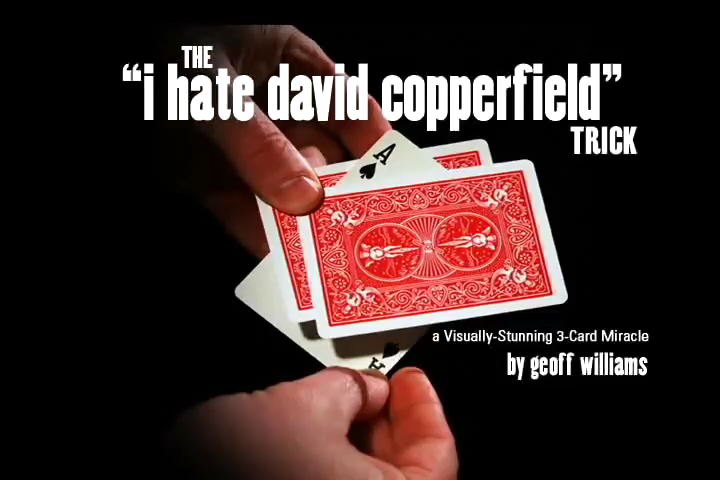 THE
“i hate david copperfield”
TRICK
A
a Visually-Stunning 3-Card Miracle
by geoff williams
A